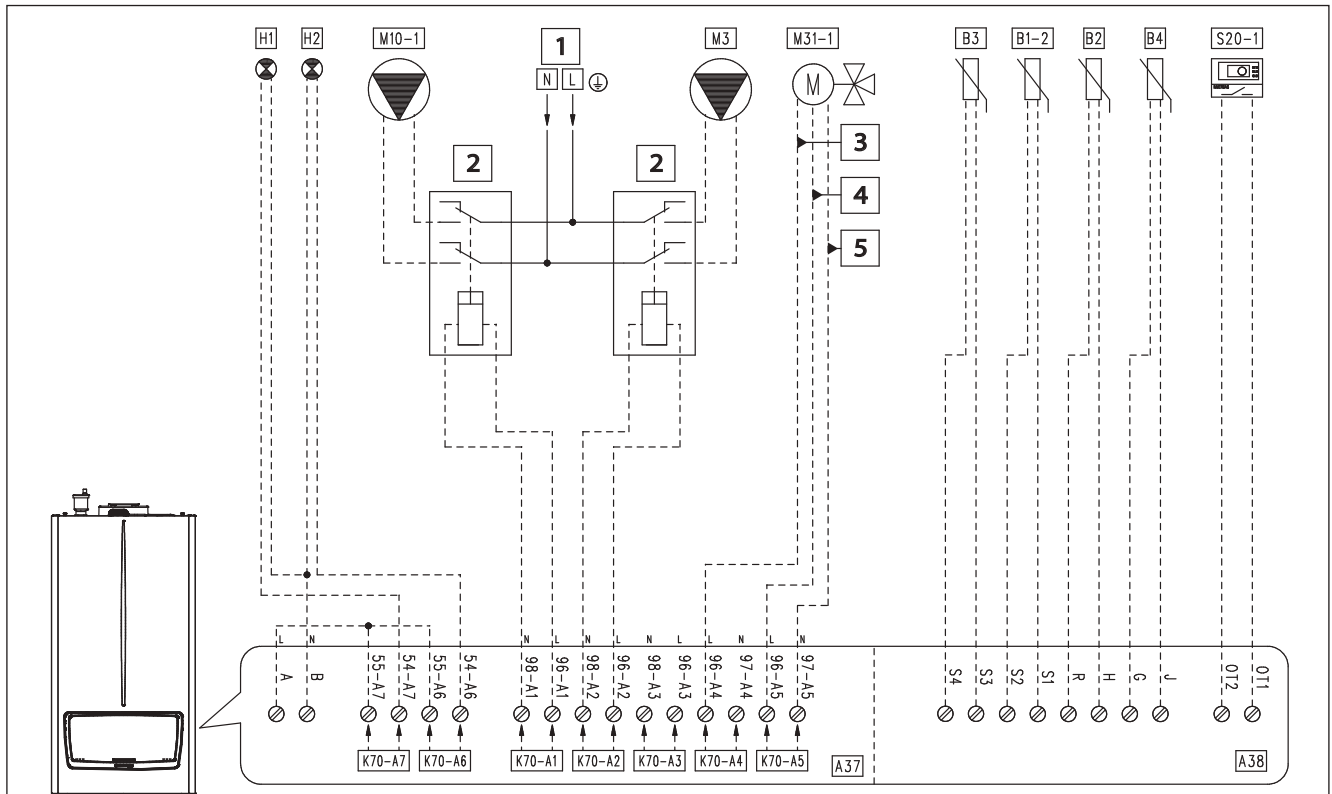 H1 H2 M10-1 1 M3 M31-1 B3 B1-2 B2 B4 S20-1
N L
M
2 2 3
4
5
L N N L N L N L L N L N
A B 55-A7 54-A7 55-A6 54-A6 98-A1 96-A1 98-A2 96-A2 98-A3 96-A3 96-A4 97-A4 96-A5 97-A5 S4 S3 S2 S1 R H G J OT2 OT1
K70-A7 K70-A6 K70-A1 K70-A2 K70-A3 K70-A4 K70-A5 A37 A38